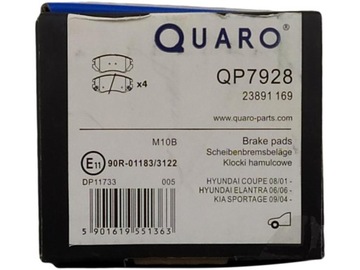 QUARO
x4
QP7928
23891 169
www.quaro-parts.com
M10B
Brake pads
Scheibenbremsbeläge
Klocki hamulcowe
E11 90R-01183/3122
DP11733 005
HYUNDAI COUPE 08/01 -
HYUNDAI ELANTRA 06/06 -
KIA SPORTAGE 09/04 -
5 901619 551363